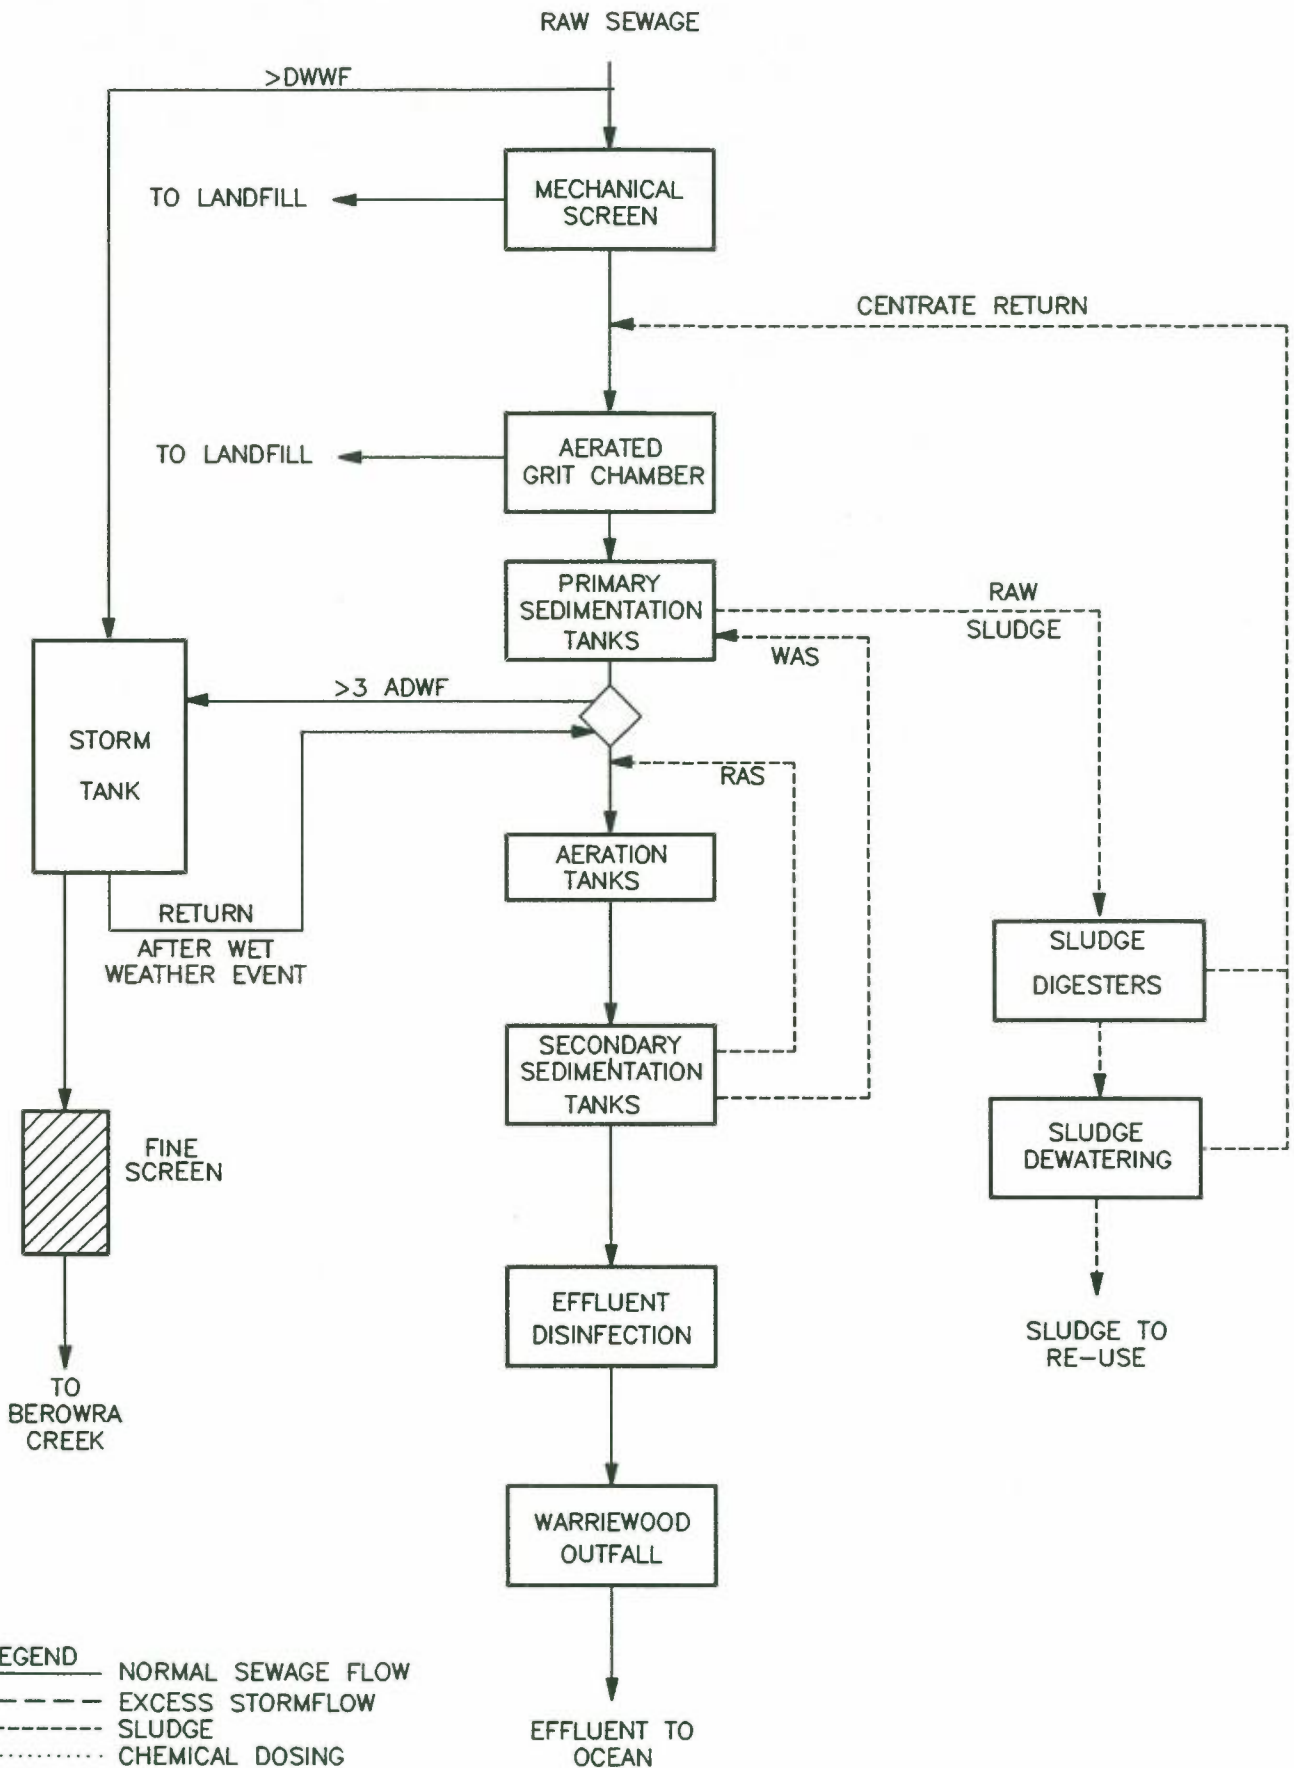 RAW SEWAGE
>DWWF
MECHANICAL
SCREEN
TO LANDFILL
CENTRATE RETURN
AERATED
GRIT CHAMBER
TO LANDFILL
PRIMARY
SEDIMENTATION
TANKS
RAW
SLUDGE
WAS
>3 ADWF
STORM
TANK
RAS
AERATION
TANKS
RETURN
AFTER WET
WEATHER EVENT
SLUDGE
DIGESTERS
SECONDARY
SEDIMENTATION
TANKS
FINE
SCREEN
SLUDGE
DEWATERING
EFFLUENT
DISINFECTION
SLUDGE TO
RE-USE
TO
BEROWRA
CREEK
WARRIEWOOD
OUTFALL
EGEND
NORMAL SEWAGE FLOW
EXCESS STORMFLOW
SLUDGE
CHEMICAL DOSING
EFFLUENT TO
OCEAN